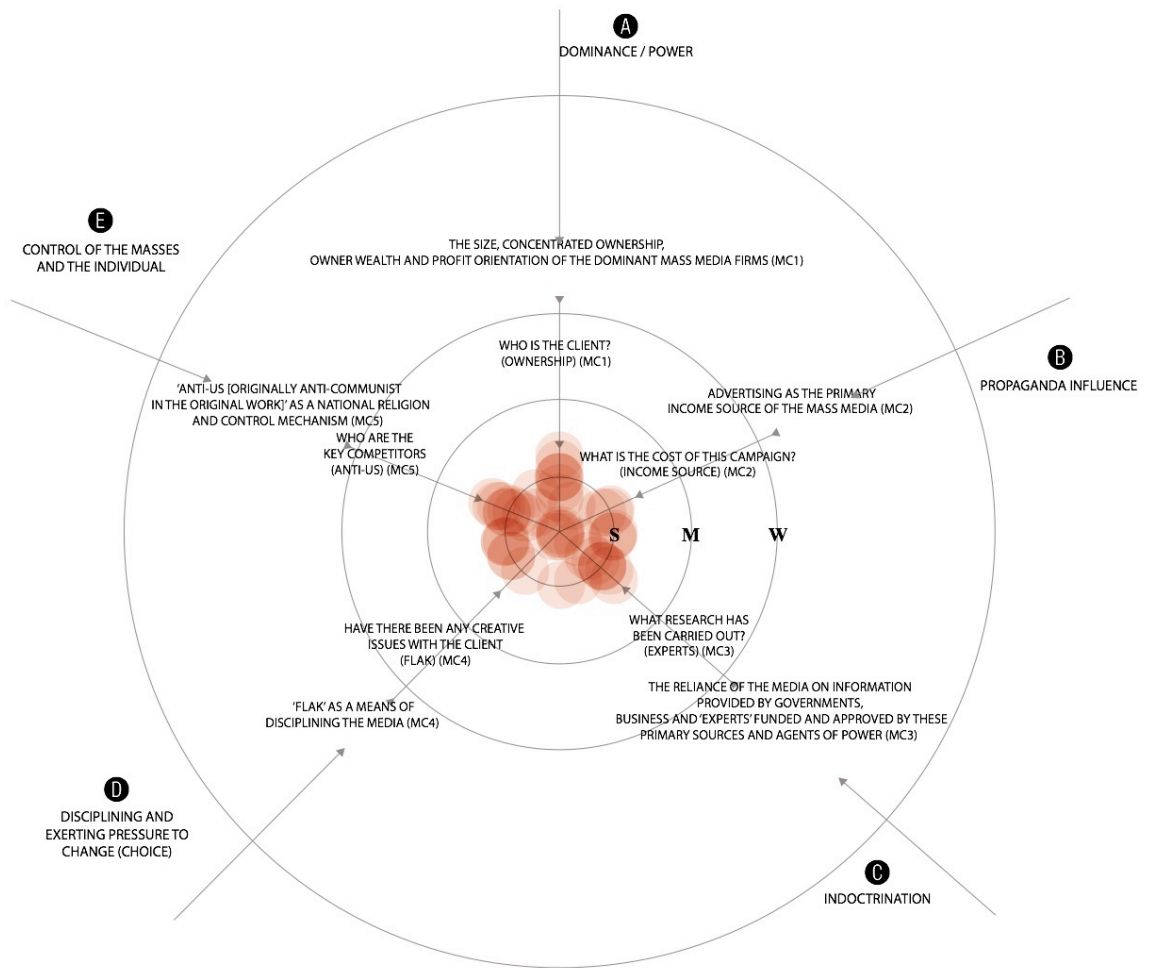 A
DOMINANCE / POWER
E
CONTROL OF THE MASSES
AND THE INDIVIDUAL
THE SIZE, CONCENTRATED OWNERSHIP,
OWNER WEALTH AND PROFIT ORIENTATION OF THE DOMINANT MASS MEDIA FIRMS (MC1)
WHO IS THE CLIENT?
(OWNERSHIP) (MC1)
B
PROPAGANDA INFLUENCE
'ANTI-US [ORIGINALLY ANTI-COMMUNIST
IN THE ORIGINAL WORK]' AS A NATIONAL RELIGION
AND CONTROL MECHANISM (MC5)
ADVERTISING AS THE PRIMARY
INCOME SOURCE OF THE MASS MEDIA (MC2)
WHO ARE THE
KEY COMPETITORS
(ANTI-US) (MC5)
WHAT IS THE COST OF THIS CAMPAIGN?
(INCOME SOURCE) (MC2)
S
M
W
HAVE THERE BEEN ANY CREATIVE
ISSUES WITH THE CLIENT
(FLAK) (MC4)
WHAT RESEARCH HAS
BEEN CARRIED OUT?
(EXPERTS) (MC3)
'FLAK' AS A MEANS OF
DISCIPLINING THE MEDIA (MC4)
THE RELIANCE OF THE MEDIA ON INFORMATION
PROVIDED BY GOVERNMENTS,
BUSINESS AND 'EXPERTS' FUNDED AND APPROVED BY THESE
PRIMARY SOURCES AND AGENTS OF POWER (MC3)
D
DISCIPLINING AND
EXERTING PRESSURE TO
CHANGE (CHOICE)
C
INDOCTRINATION